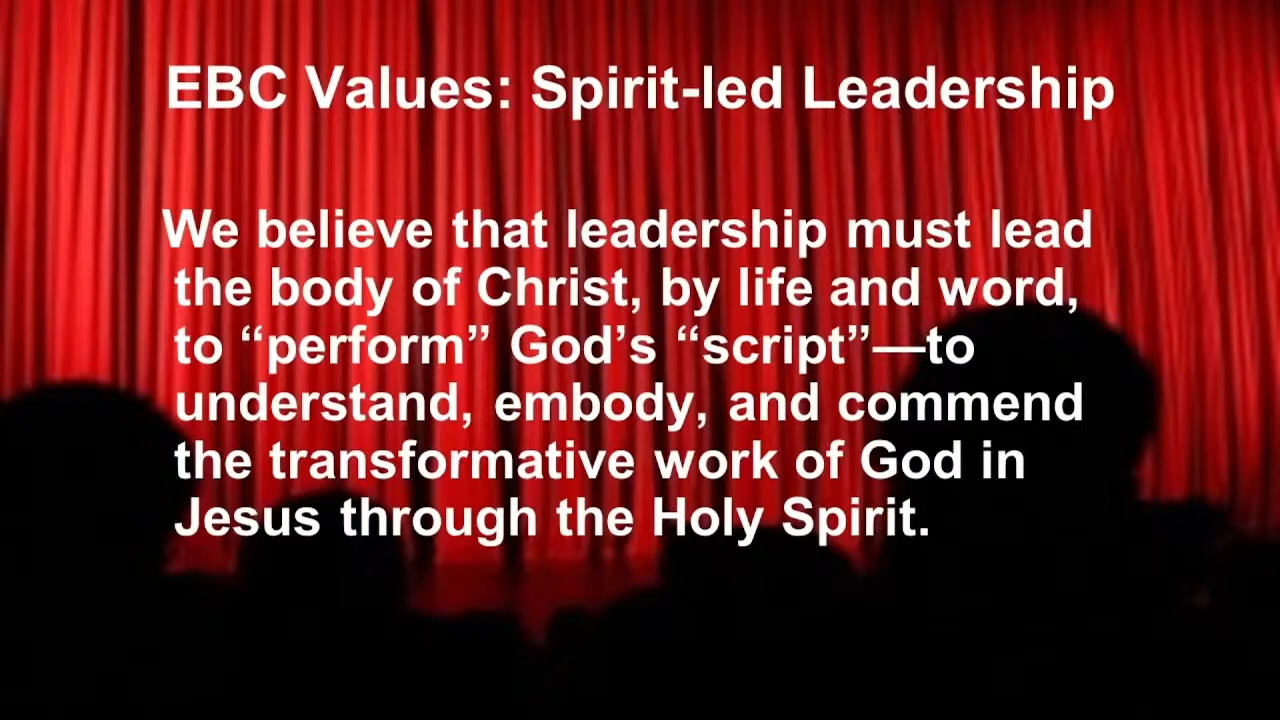 EBC Values: Spirit-led Leadership
We believe that leadership must lead
the body of Christ, by life and word,
to “perform” God’s “script”—to
understand, embody, and commend
the transformative work of God in
Jesus through the Holy Spirit.